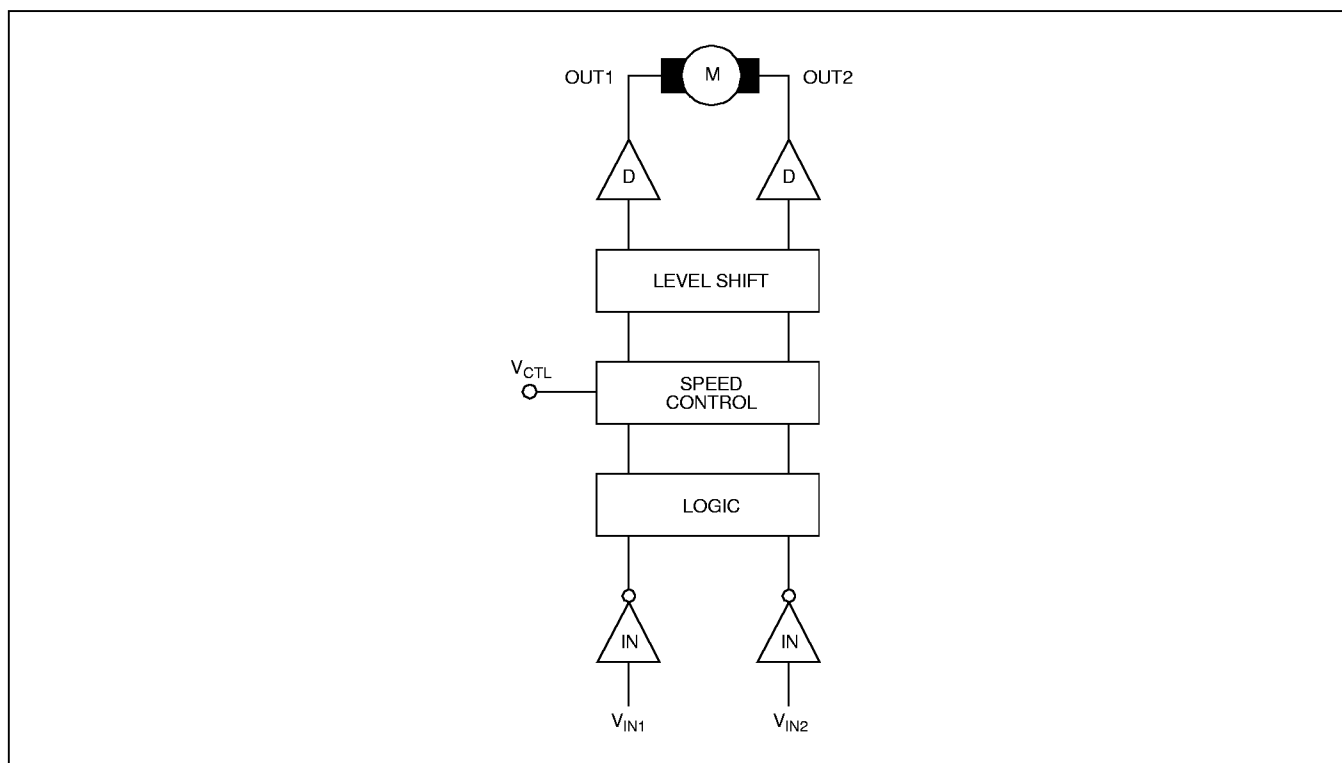 OUT1
M
OUT2
D
D
LEVEL SHIFT
VCTL
SPEED
CONTROL
LOGIC
IN
IN
VIN1
VIN2